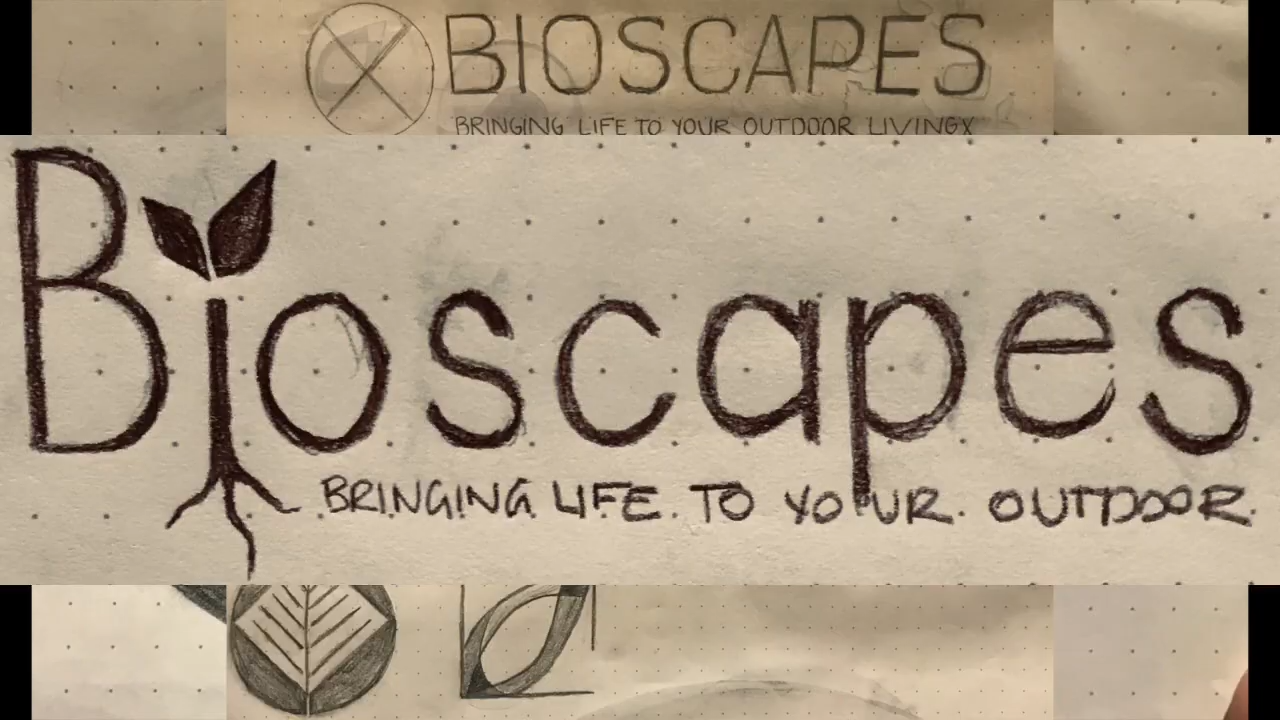 BIOSCAPES
BRINGING LIFE TO YOUR OUTDOOR LIVING
Bioscapes
BRINGING LIFE TO YOUR OUTDOOR